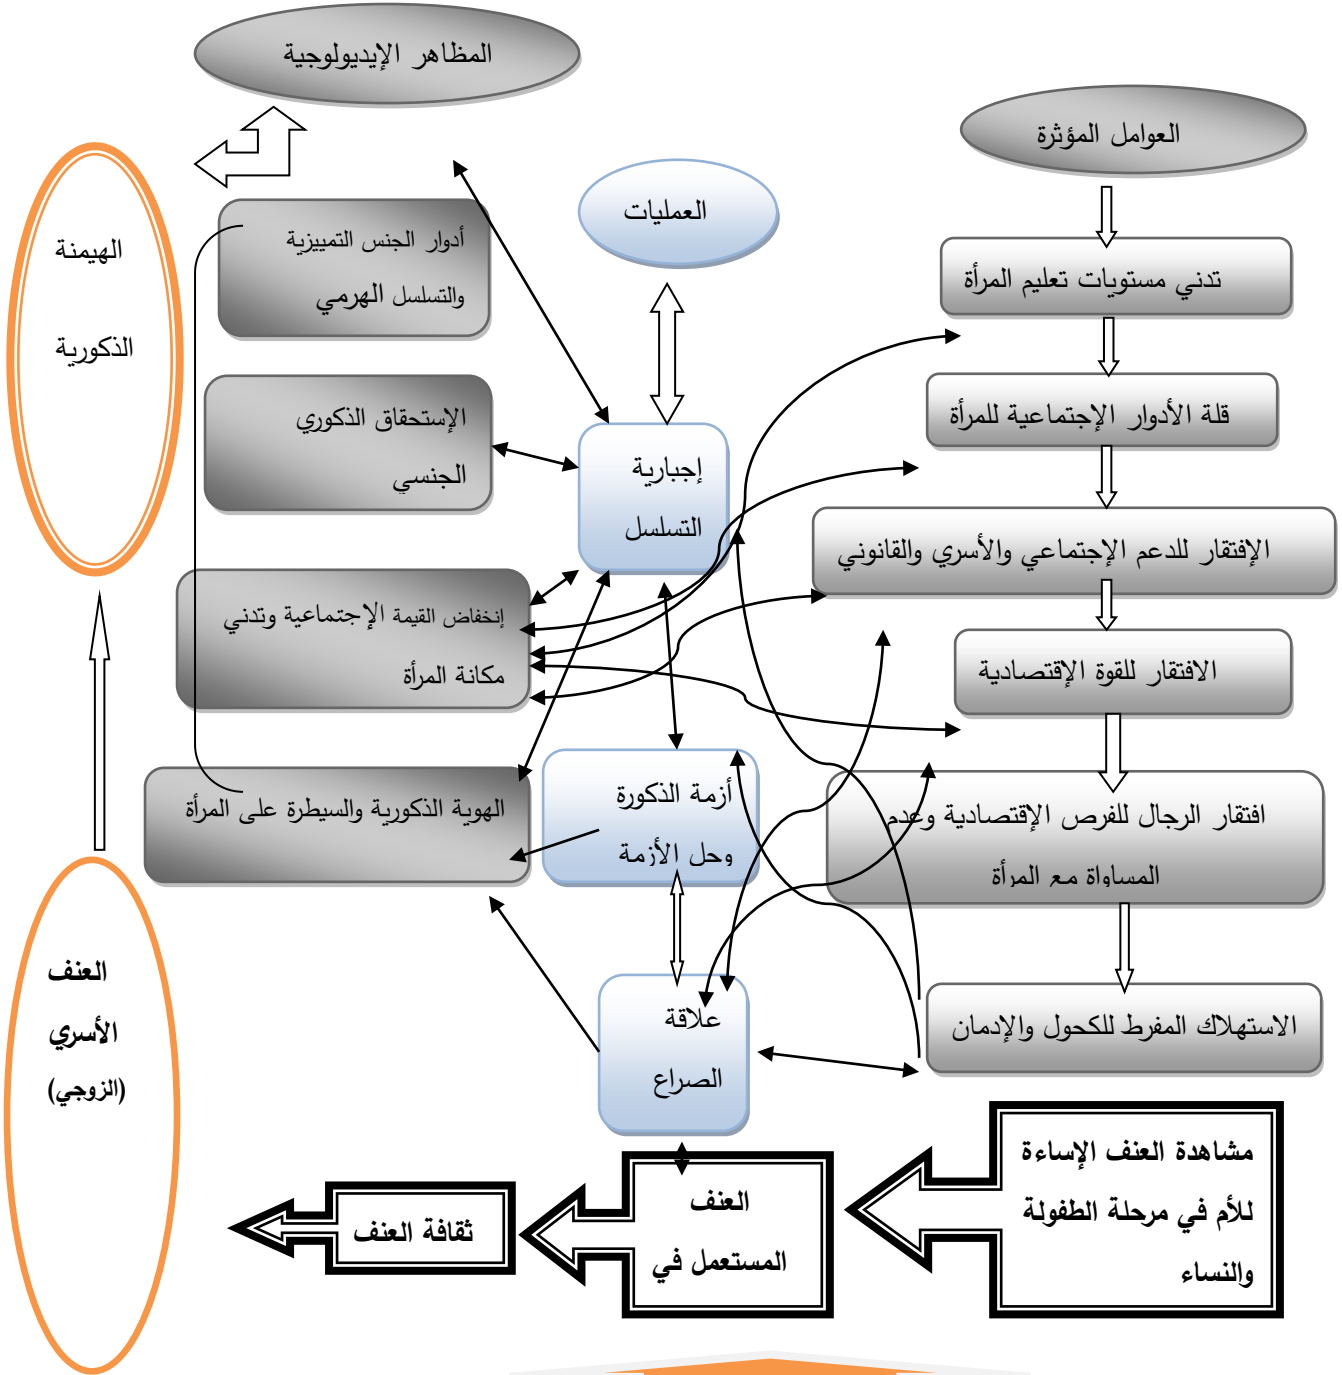 المظاهر الإيديولوجية
العوامل المؤثرة
العمليات
الهيمنة
الذكورية
أدوار الجنس التمييزية
والتسلسل الهرمي
تدني مستويات تعليم المرأة
الإستحقاق الذكوري
الجنسي
إجبارية
التسلسل
قلة الأدوار الإجتماعية للمرأة
الإفتقار للدعم الإجتماعي والأسري والقانوني
إنخفاض القيمة الإجتماعية وتدني
مكانة المرأة
الافتقار للقوة الإقتصادية
الهوية الذكورية والسيطرة على المرأة
أزمة الذكورة
وحل الأزمة
افتقار الرجال للفرص الإقتصادية وعدم
المساواة مع المرأة
العنف
الأسري
(الزوجي)
علاقة
الصراع
الاستهلاك المفرط للكحول والإدمان
مشاهدة العنف الإساءة
للأم في مرحلة الطفولة
والنساء
العنف
المستعمل في
ثقافة العنف